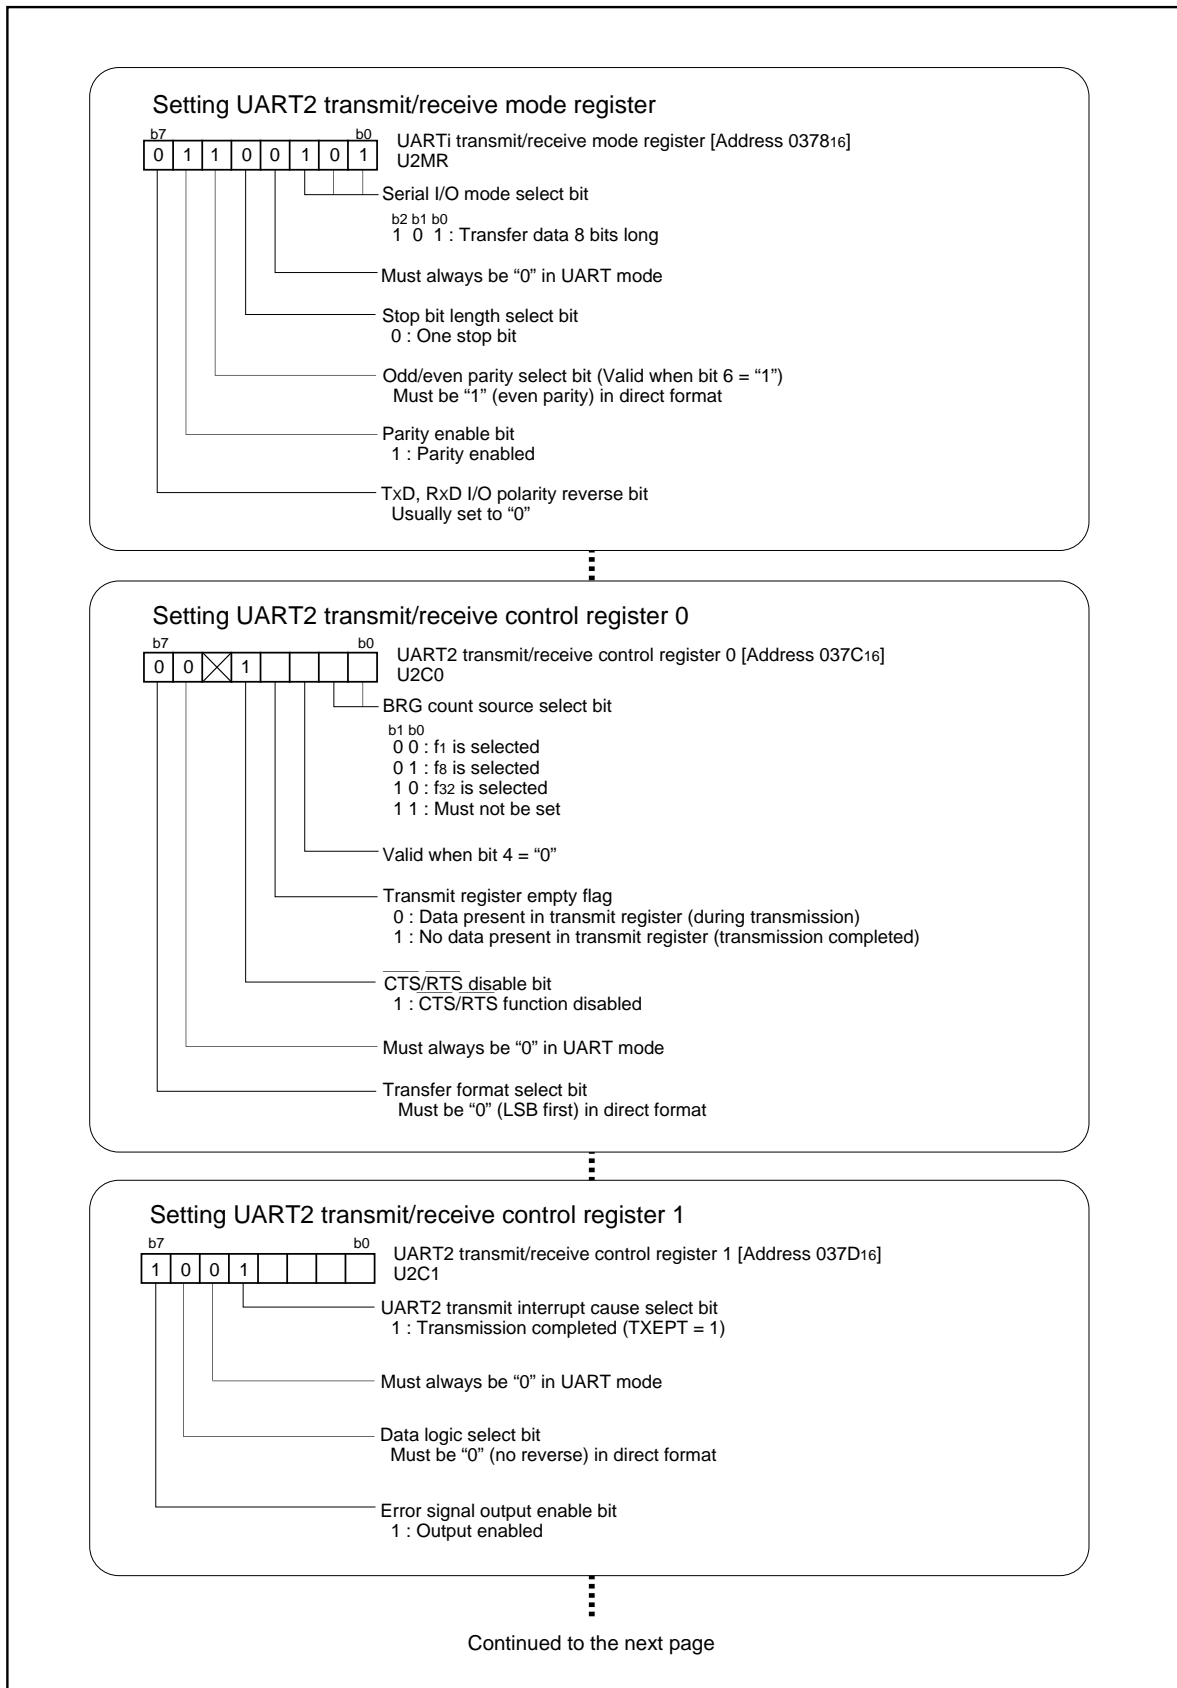 Setting UART2 transmit/receive mode register
b7 b0
0 1 1 0 0 1 0 1
UARTi transmit/receive mode register [Address 037816]
U2MR
Serial I/O mode select bit
b2 b1 b0
1 0 1 : Transfer data 8 bits long
Must always be “0” in UART mode
Stop bit length select bit
0 : One stop bit
Odd/even parity select bit (Valid when bit 6 = “1”)
Must be “1” (even parity) in direct format
Parity enable bit
1 : Parity enabled
TxD, RxD I/O polarity reverse bit
Usually set to “0”
Setting UART2 transmit/receive control register 0
b7 b0
0 0 1
UART2 transmit/receive control register 0 [Address 037C16]
U2C0
BRG count source select bit
b1 b0
0 0 : f1 is selected
0 1 : f8 is selected
1 0 : f32 is selected
1 1 : Must not be set
Valid when bit 4 = “0”
Transmit register empty flag
0 : Data present in transmit register (during transmission)
1 : No data present in transmit register (transmission completed)
CTS/RTS disable bit
1 : CTS/RTS function disabled
Must always be “0” in UART mode
Transfer format select bit
Must be “0” (LSB first) in direct format
Setting UART2 transmit/receive control register 1
b7 b0
1 0 0 1
UART2 transmit/receive control register 1 [Address 037D16]
U2C1
UART2 transmit interrupt cause select bit
1 : Transmission completed (TXEPT = 1)
Must always be “0” in UART mode
Data logic select bit
Must be “0” (no reverse) in direct format
Error signal output enable bit
1 : Output enabled
Continued to the next page